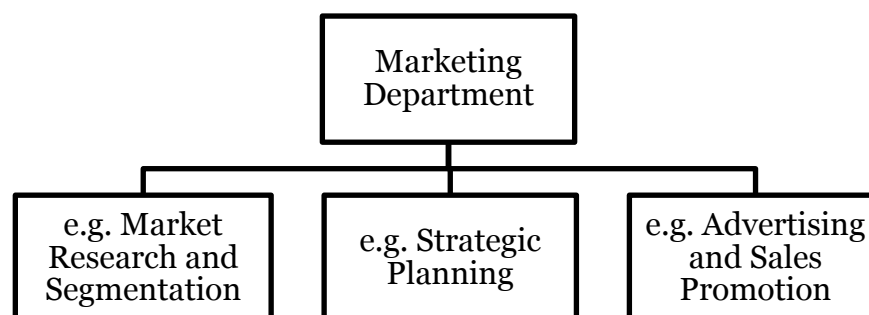 Marketing
Department
e.g. Market
Research and
Segmentation
e.g. Strategic
Planning
e.g. Advertising
and Sales
Promotion